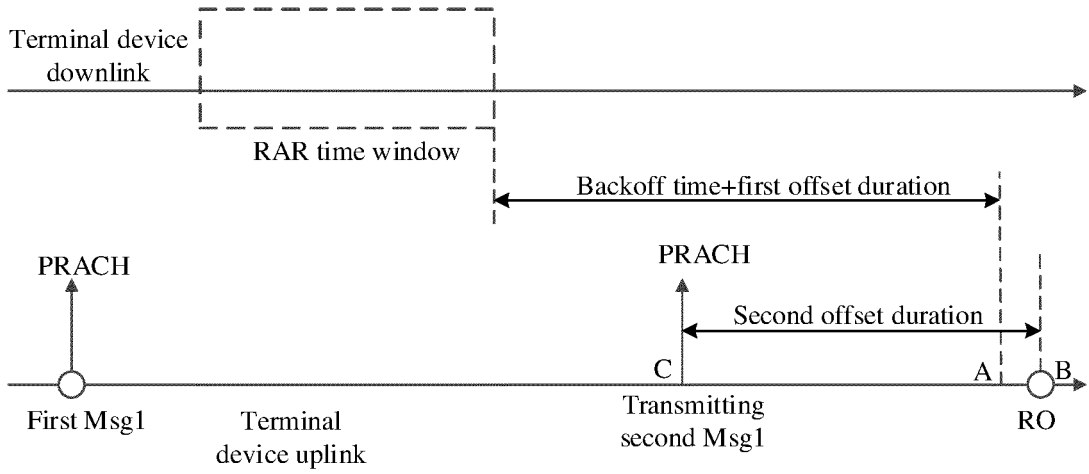 Terminal device
downlink
RAR time window
Backoff time+first offset duration
PRACH
PRACH
Second offset duration
C
A
B
First Msg1
Terminal
device uplink
Transmitting
second Msg1
RO